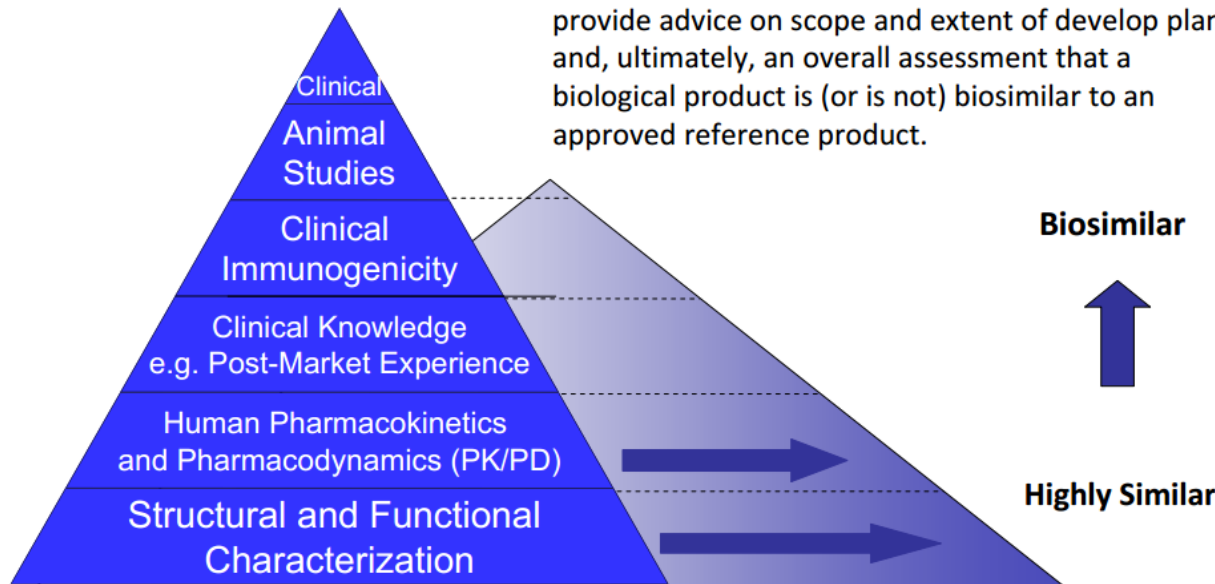 provide advice on scope and extent of develop plan
and, ultimately, an overall assessment that a
biological product is (or is not) biosimilar to an
approved reference product.
Clinical
Animal
Studies
Clinical
Immunogenicity
Clinical Knowledge
e.g. Post-Market Experience
Human Pharmacokinetics
and Pharmacodynamics (PK/PD)
Structural and Functional
Characterization
Biosimilar
Highly Similar